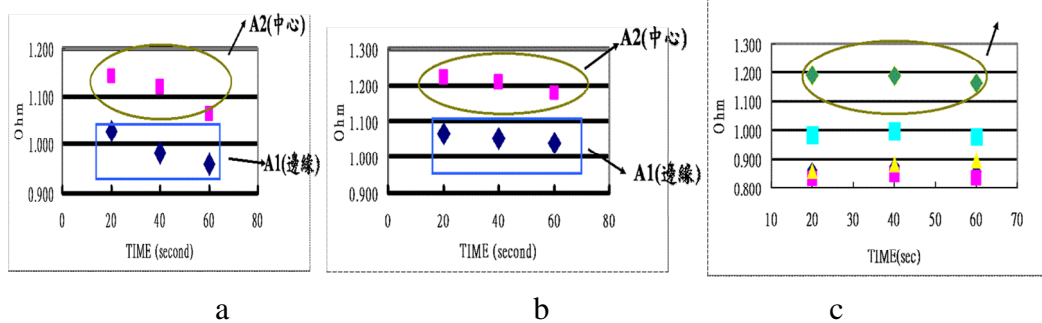 A2(中心)
1.200
1.100
1.000
0.900
Ohm
A1(邊緣)
0 20 40 60 80
TIME (second)
a
A2(中心)
1.300
1.200
1.100
1.000
0.900
Ohm
A1(邊緣)
0 20 40 60 80
TIME (second)
b
1.300
1.200
1.100
1.000
0.900
0.800
Ohm
10 20 30 40 50 60 70
TIME(sec)
c